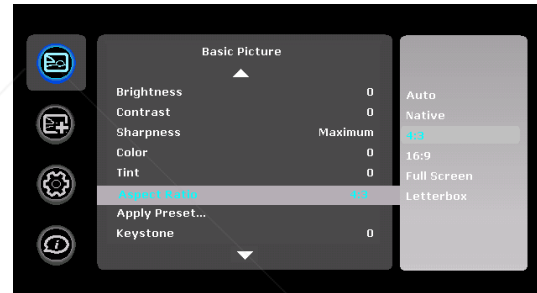 Basic Picture
Brightness 0
Contrast 0
Sharpness Maximum
Color 0
Tint 0
Aspect Ratio 4:3
Apply Preset...
Keystone 0
Auto
Native
4:3
16:9
Full Screen
Letterbox